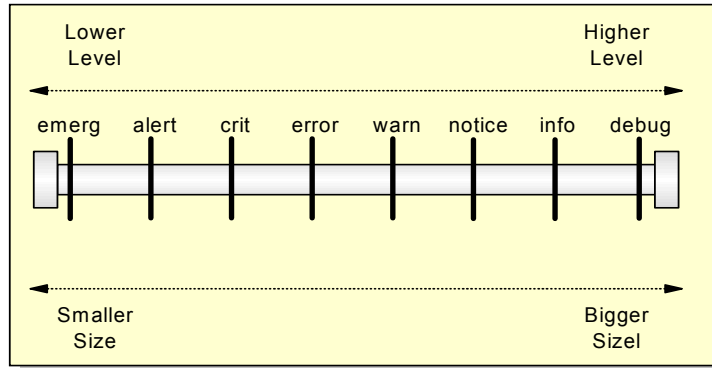 Lower
Level
Higher
Level
emerg alert crit error warn notice info debug
Smaller
Size
Bigger
Sizel